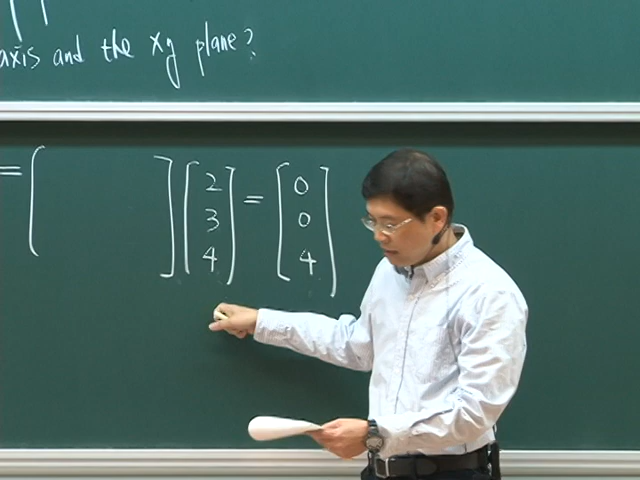 axis and the xy plane?
= [ ] [2 3 4] = [0 0 4]